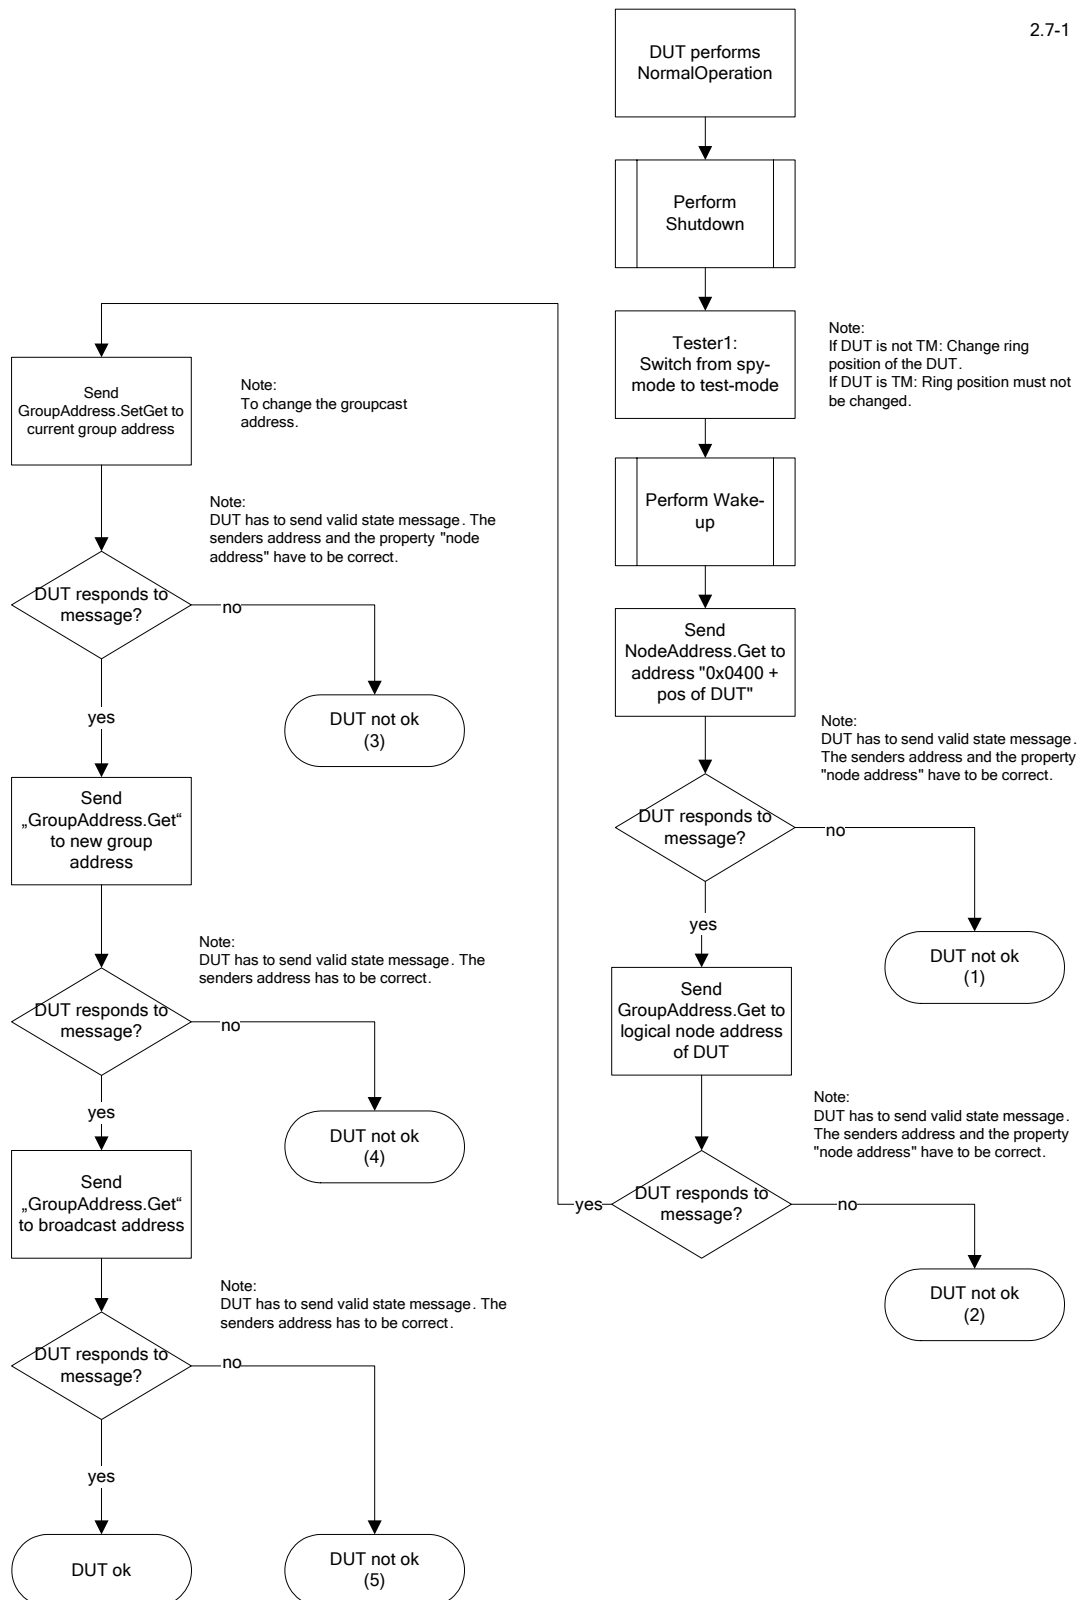 2.7-1
DUT performs
NormalOperation
Perform
Shutdown
Tester1:
Switch from spy-
mode to test-mode
Note:
If DUT is not TM: Change ring
position of the DUT.
If DUT is TM: Ring position must not
be changed.
Perform Wake-
up
Send
NodeAddress.Get to
address "0x0400 +
pos of DUT"
Note:
DUT has to send valid state message.
The senders address and the property
"node address" have to be correct.
DUT responds to
message?
no
yes
DUT not ok
(1)
Send
GroupAddress.Get to
logical node address
of DUT
Note:
DUT has to send valid state message.
The senders address and the property
"node address" have to be correct.
DUT responds to
message?
yes
no
DUT not ok
(2)
Send
GroupAddress.SetGet to
current group address
Note:
To change the groupcast
address.
Note:
DUT has to send valid state message. The
senders address and the property "node
address" have to be correct.
DUT responds to
message?
no
yes
DUT not ok
(3)
Send
„GroupAddress.Get“
to new group
address
Note:
DUT has to send valid state message. The
senders address has to be correct.
DUT responds to
message?
no
yes
DUT not ok
(4)
Send
„GroupAddress.Get“
to broadcast address
Note:
DUT has to send valid state message. The
senders address has to be correct.
DUT responds to
message?
no
yes
DUT ok
DUT not ok
(5)